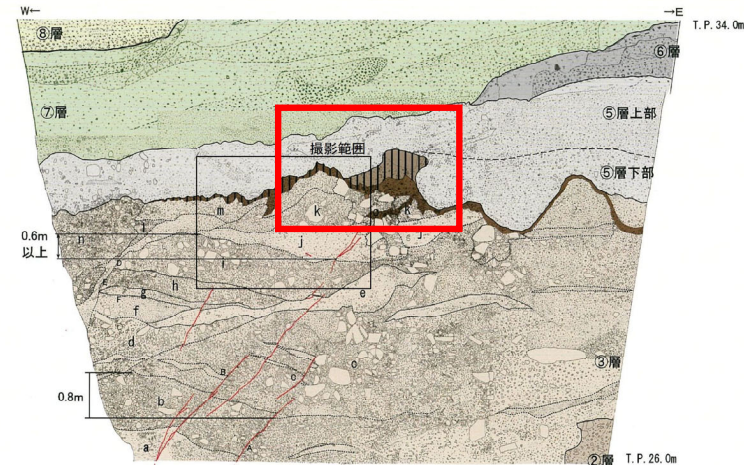 W←
→E
T.P. 34.0m
⑧層
⑥層
⑦層
⑤層上部
撮影範囲
⑤層下部
m
k
k
n
l
j
j
0.6m
以上
D
i
E
h
g
e
F
f
d
B
③層
C
o
0.8m
b
a
A
②層
T.P. 26.0m